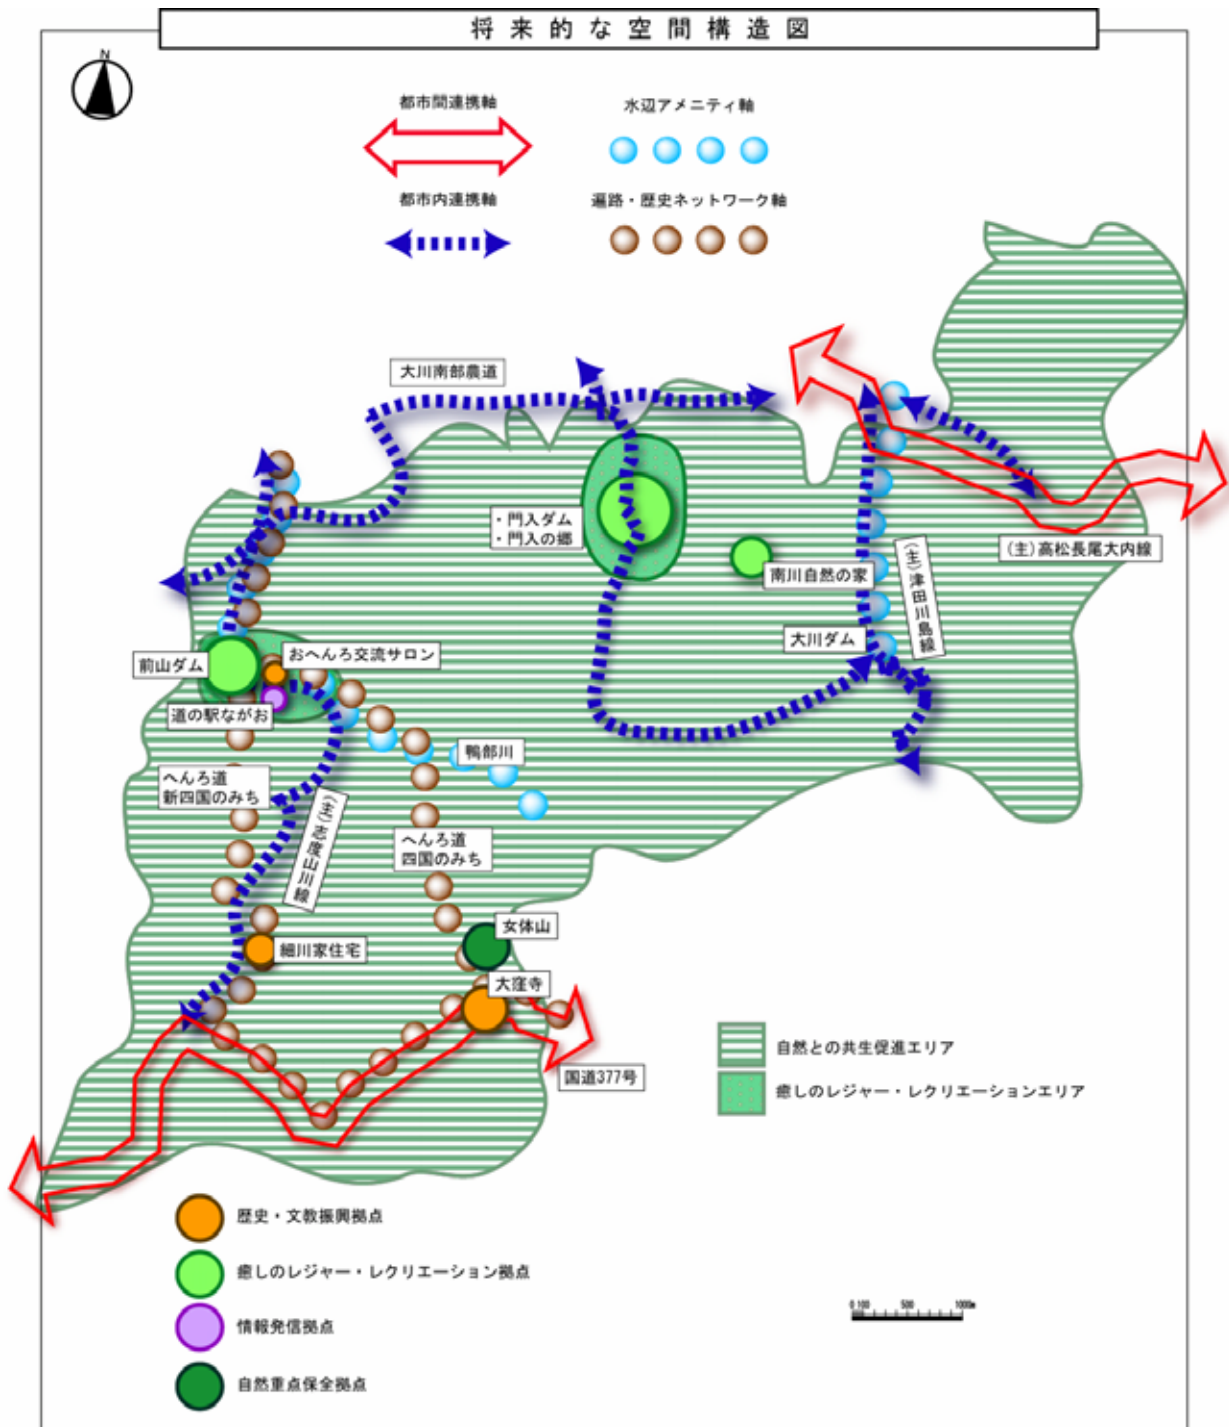 将来的な空間構造図
N
都市間連携軸
水辺アメニティ軸
都市内連携軸
遍路・歴史ネットワーク軸
大川南部農道
・門入ダム
・門入の郷
(主)高松長尾大内線
南川自然の家
(主)津田川島線
大川ダム
おへんろ交流サロン
前山ダム
道の駅ながお
鴨部川
へんろ道
新四国のみち
(主)志度山川線
へんろ道
四国のみち
女体山
細川家住宅
大窪寺
国道377号
自然との共生促進エリア
癒しのレジャー・レクリエーションエリア
歴史・文教振興拠点
癒しのレジャー・レクリエーション拠点
情報発信拠点
自然重点保全拠点
0 100 500 1000m